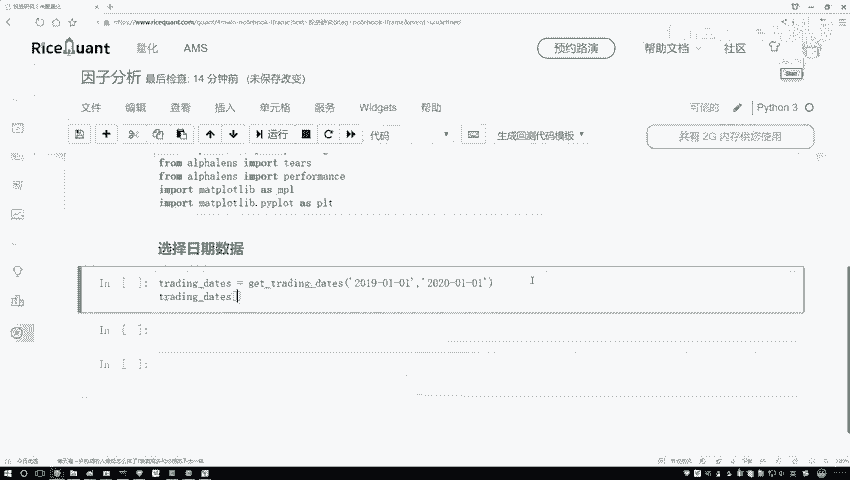 RiceQuant 量化 AMS 预约路演 帮助文档 社区
因子分析 最后检查: 14 分钟前 (未保存改变)
文件 编辑 查看 插入 单元格 服务 Widgets 帮助 可信的 Python 3
运行 代码 生成回测代码模板 共有 2G 内存供您使用
from alphalens import tears
from alphalens import performance
import matplotlib as mpl
import matplotlib.pyplot as plt
选择日期数据
In [ ]: trading_dates = get_trading_dates('2019-01-01','2020-01-01')
trading_dates
In [ ]:
In [ ]: